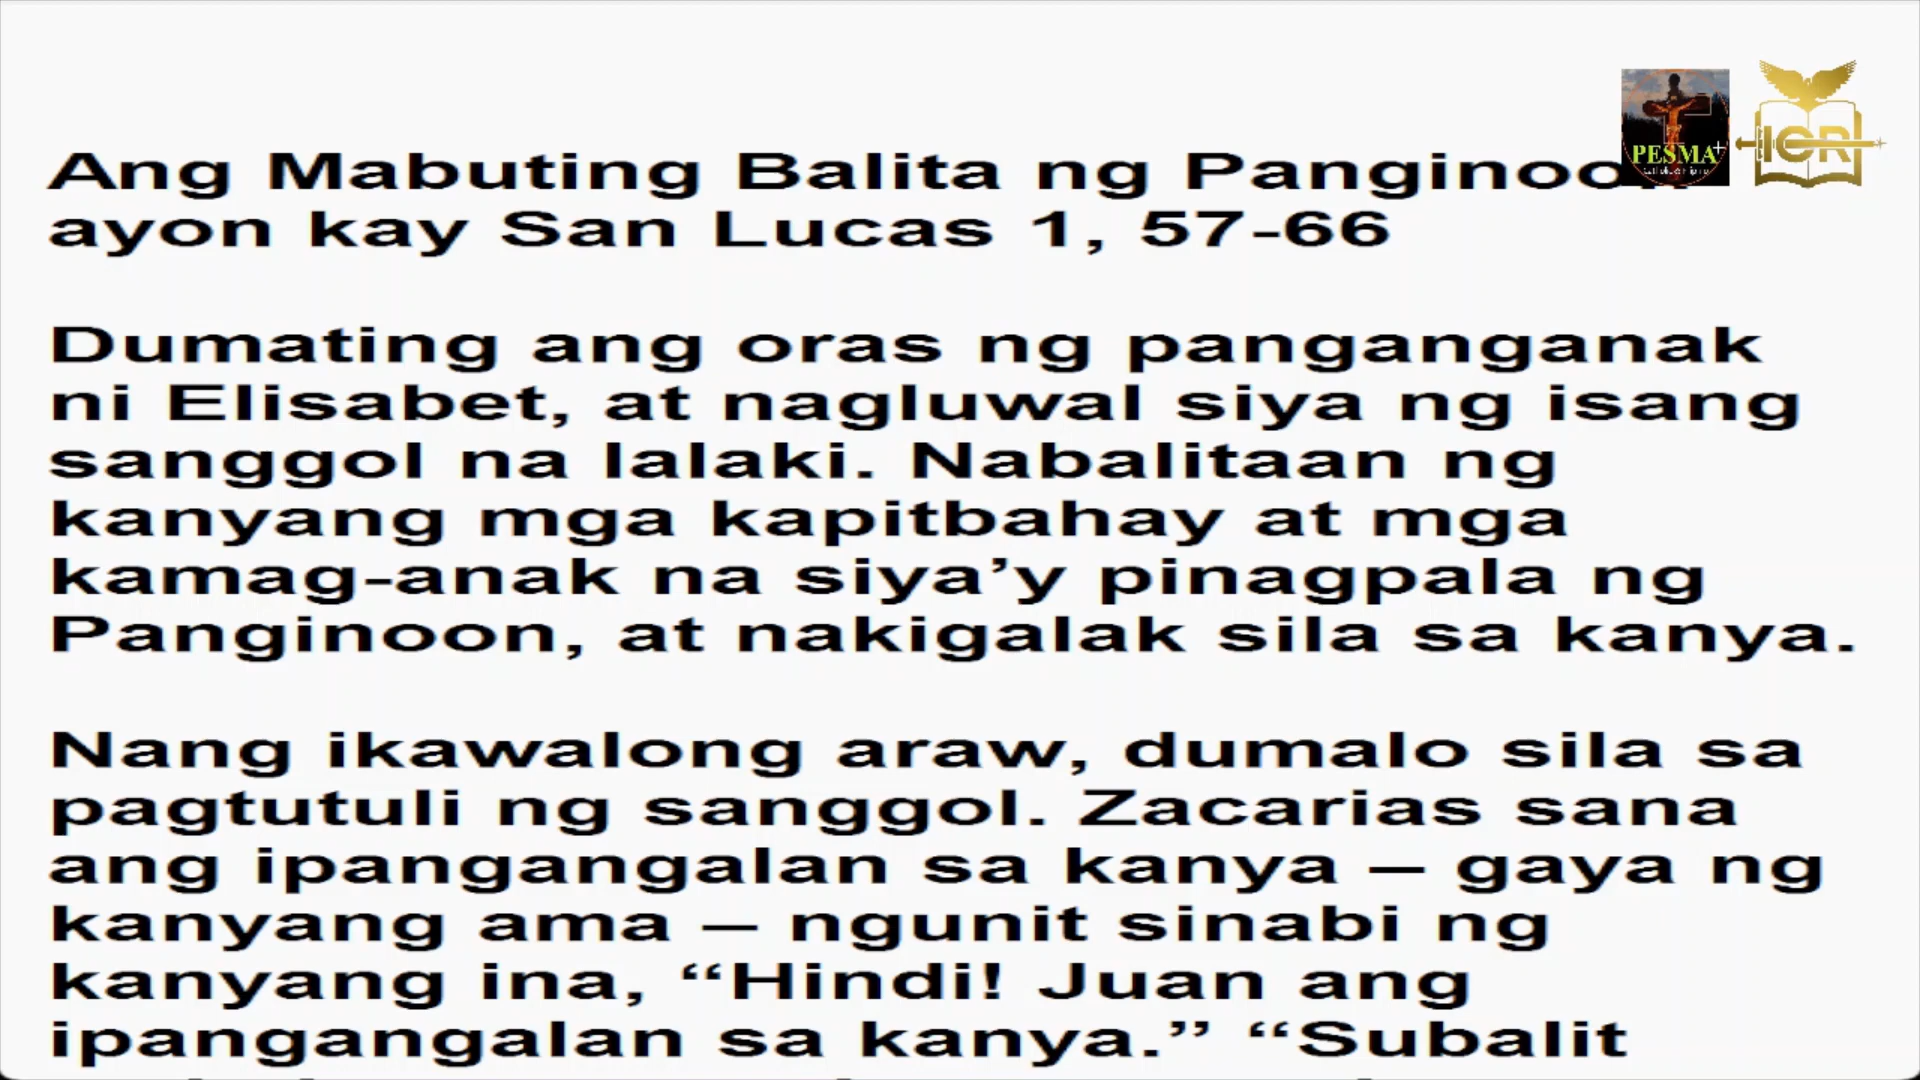 Ang Mabuting Balita ng
ayon kay San Lucas 1, 57-66
Dumating ang oras ng panganganak
ni Elisabet, at nagluwal siya ng isang
sanggol na lalaki. Nabalitaan ng
kanyang mga kapitbahay at mga
kamag-anak na siya’y pinagpala ng
Panginoon, at nakigalak sila sa kanya.
Nang ikawalong araw, dumalo sila sa
pagtutuli ng sanggol. Zacarias sana
ang ipangangalan sa kanya – gaya ng
kanyang ama – ngunit sinabi ng
kanyang ina, “Hindi! Juan ang
ipangangalan sa kanya.” “Subalit
PESMA
ICR